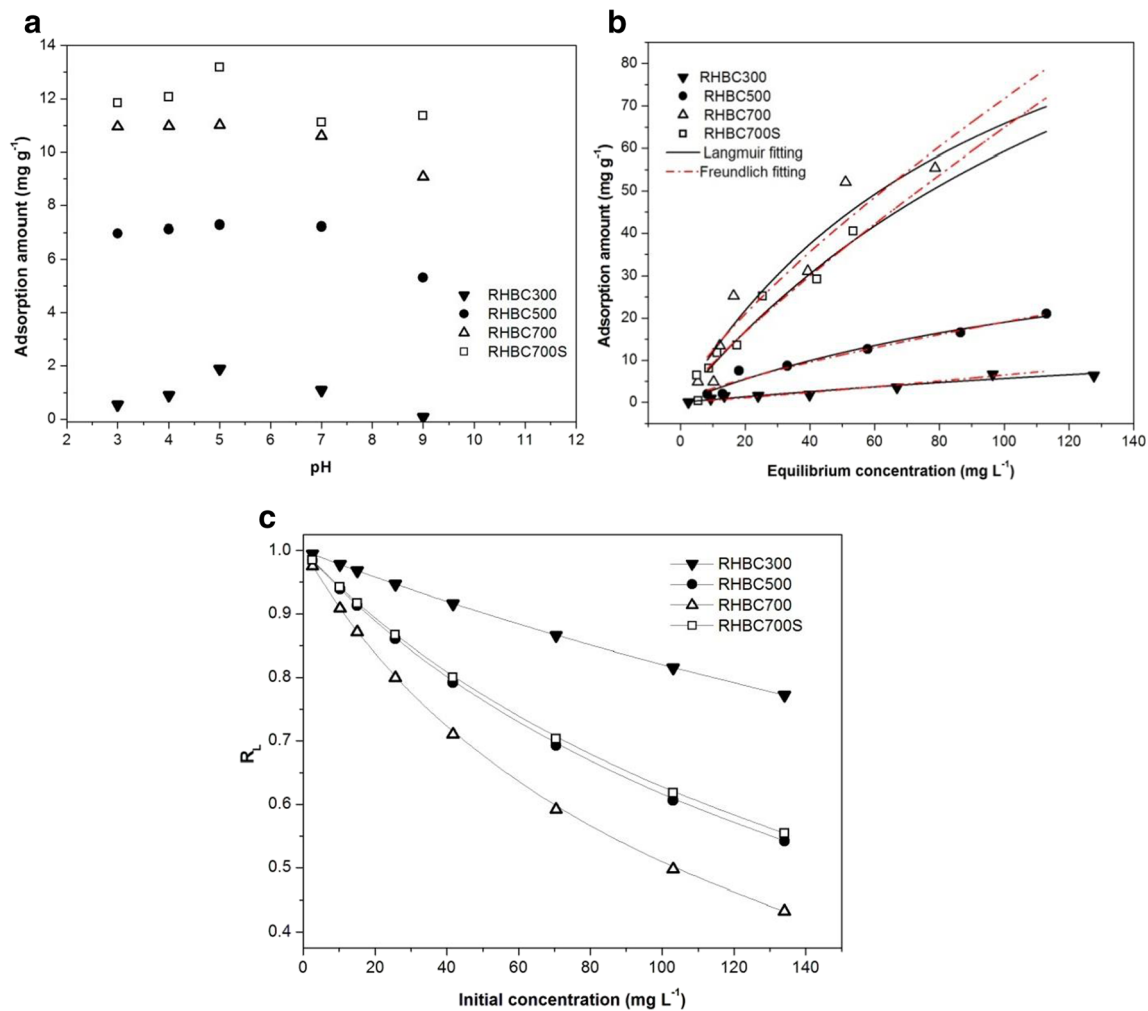 a
14
12
10
8
6
4
2
0
Adsorption amount (mg g⁻¹)
RHBC300
RHBC500
RHBC700
RHBC700S
2 3 4 5 6 7 8 9 10 11 12
pH
b
80
70
60
50
40
30
20
10
0
Adsorption amount (mg g⁻¹)
RHBC300
RHBC500
RHBC700
RHBC700S
Langmuir fitting
Freundlich fitting
0 20 40 60 80 100 120 140
Equilibrium concentration (mg L⁻¹)
c
1.0
0.9
0.8
0.7
0.6
0.5
0.4
R_L
RHBC300
RHBC500
RHBC700
RHBC700S
0 20 40 60 80 100 120 140
Initial concentration (mg L⁻¹)